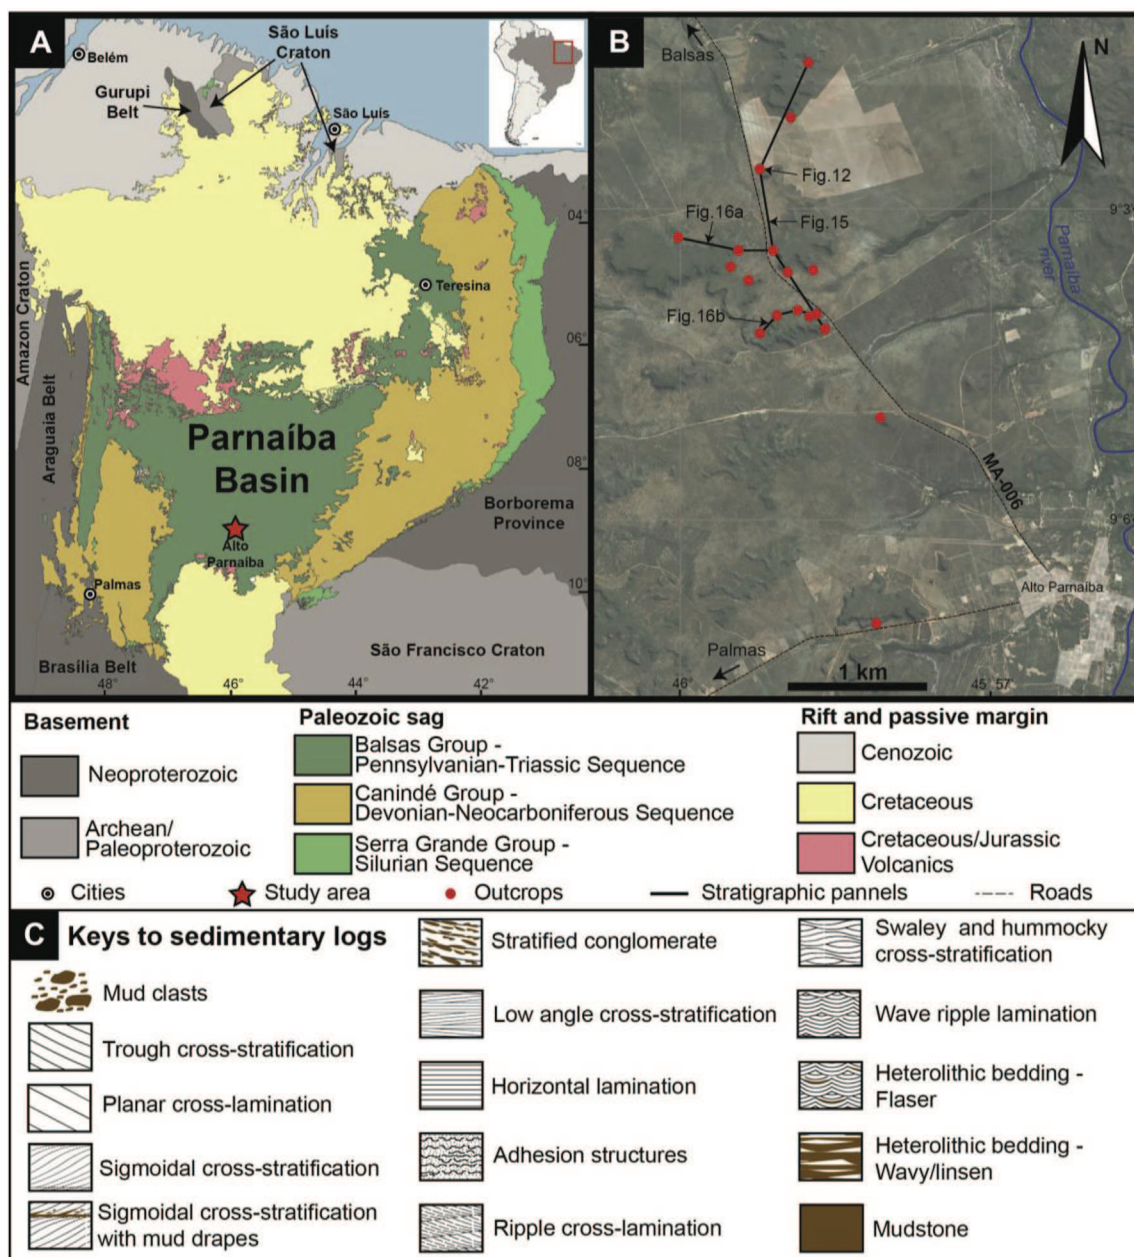 A
São Luís
Craton
Belém
Gurupi
Belt
São Luís
04°
Amazon Craton
Teresina
06°
Araguaia Belt
Parnaíba
Basin
08°
Borborema
Province
Alto
Parnaíba
Palmas
10°
São Francisco Craton
Brasília Belt
48°
46°
44°
42°
B
Balsas
N
Fig.12
9°3'
Fig.16a
Fig.15
Parnaíba
river
Fig.16b
MA-006
9°6'
Alto Parnaíba
Palmas
46°
1 km
45°57'
Basement
Neoproterozoic
Archean/
Paleoproterozoic
Paleozoic sag
Balsas Group -
Pennsylvanian-Triassic Sequence
Canindé Group -
Devonian-Neocarboniferous Sequence
Serra Grande Group -
Silurian Sequence
Rift and passive margin
Cenozoic
Cretaceous
Cretaceous/Jurassic
Volcanics
Cities
Study area
Outcrops
Stratigraphic pannels
Roads
C
Keys to sedimentary logs
Mud clasts
Trough cross-stratification
Planar cross-lamination
Sigmoidal cross-stratification
Sigmoidal cross-stratification
with mud drapes
Stratified conglomerate
Low angle cross-stratification
Horizontal lamination
Adhesion structures
Ripple cross-lamination
Swaley and hummocky
cross-stratification
Wave ripple lamination
Heterolithic bedding -
Flaser
Heterolithic bedding -
Wavy/linsen
Mudstone